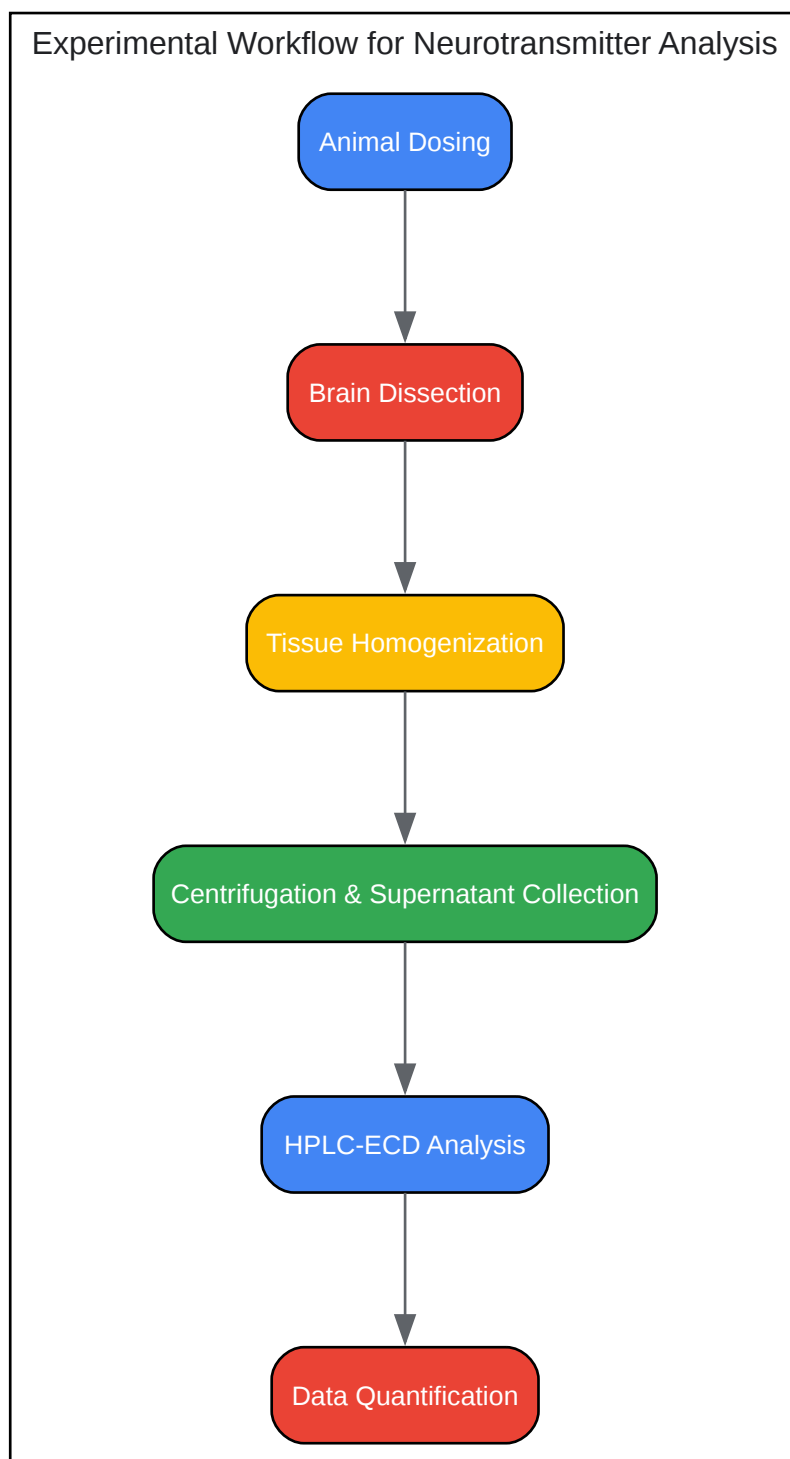 Experimental Workflow for Neurotransmitter Analysis
Animal Dosing
Brain Dissection
Tissue Homogenization
Centrifugation & Supernatant Collection
HPLC-ECD Analysis
Data Quantification